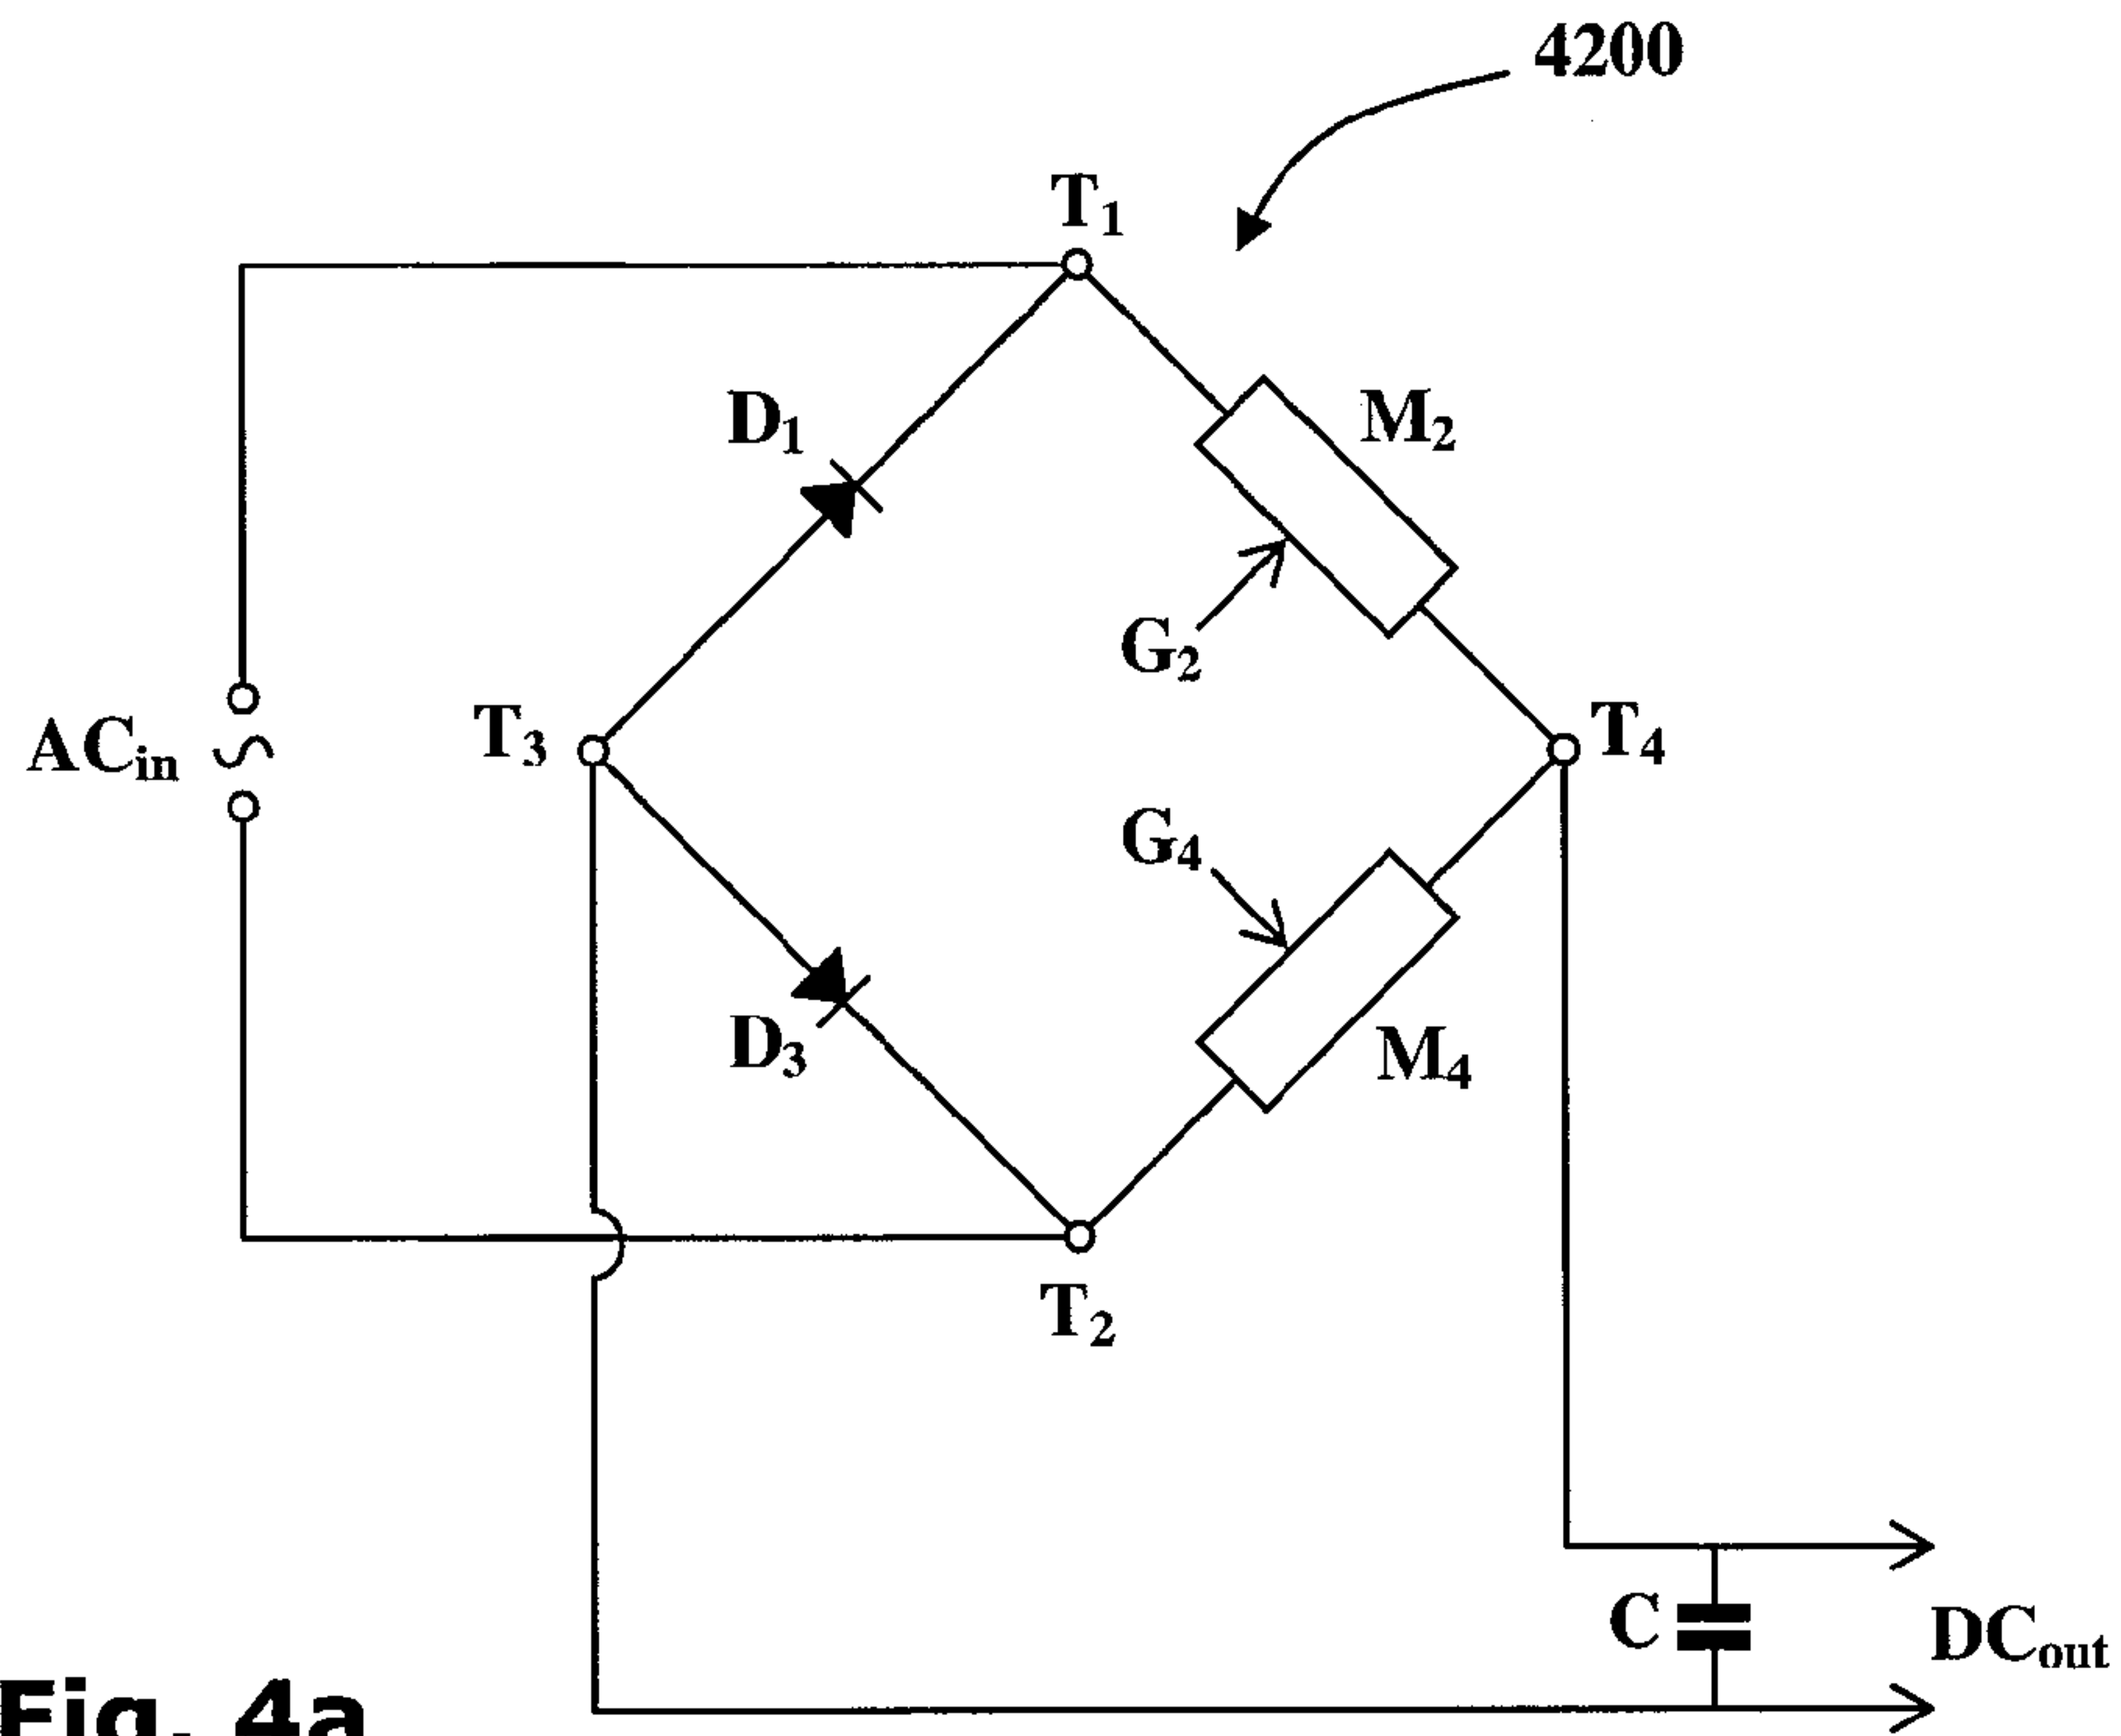 4200
T₁
D₁
M₂
G₂
ACin
T₃
T₄
G₄
D₃
M₄
T₂
C
DCout
Fig. 4a